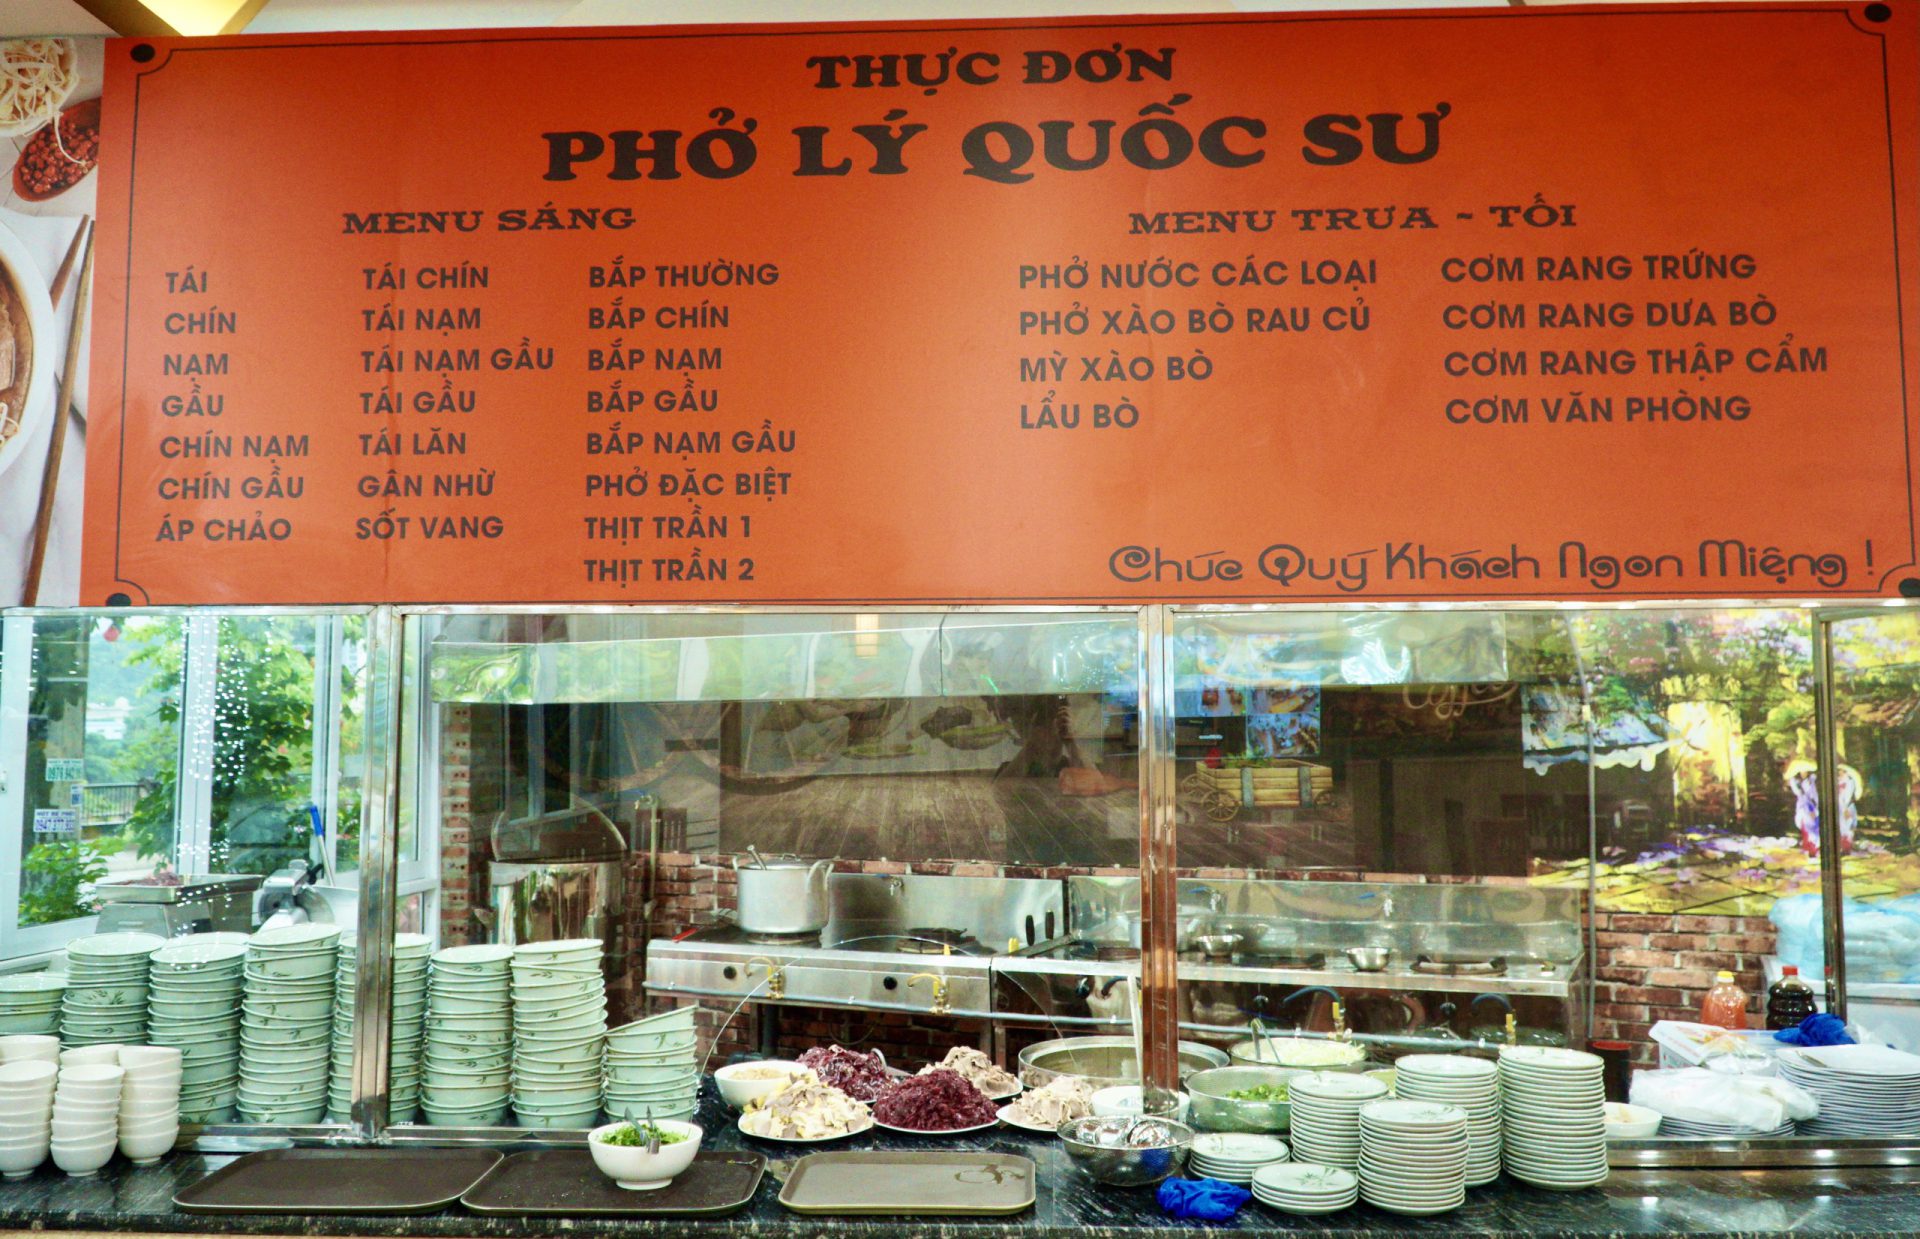 THỰC ĐƠN
PHỞ LÝ QUỐC SƯ
MENU SÁNG
TÁI
CHÍN
NẠM
GẦU
CHÍN NẠM
CHÍN GẦU
ÁP CHẢO
TÁI CHÍN
TÁI NẠM
TÁI NẠM GẦU
TÁI GẦU
TÁI LĂN
GÂN NHỪ
SỐT VANG
BẮP THƯỜNG
BẮP CHÍN
BẮP NẠM
BẮP GẦU
BẮP NẠM GẦU
PHỞ ĐẶC BIỆT
THỊT TRẦN 1
THỊT TRẦN 2
MENU TRƯA - TỐI
PHỞ NƯỚC CÁC LOẠI
PHỞ XÀO BÒ RAU CỦ
MỲ XÀO BÒ
LẨU BÒ
CƠM RANG TRỨNG
CƠM RANG DƯA BÒ
CƠM RANG THẬP CẨM
CƠM VĂN PHÒNG
Chúc Quý Khách Ngon Miệng !
Coffee